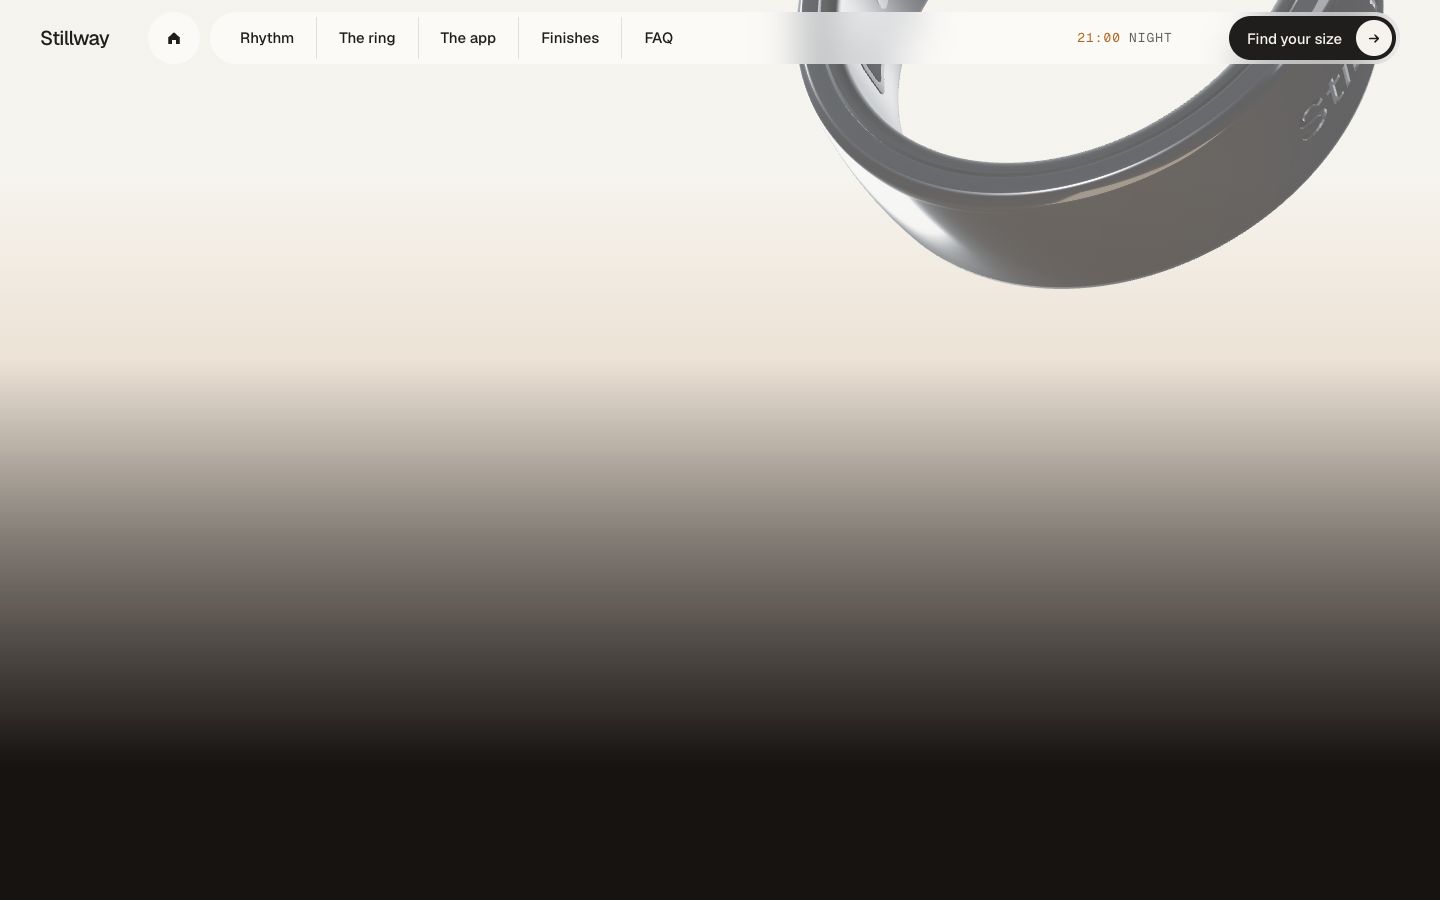 Stillway
Rhythm
The ring
The app
Finishes
FAQ
21:00 NIGHT
Find your size